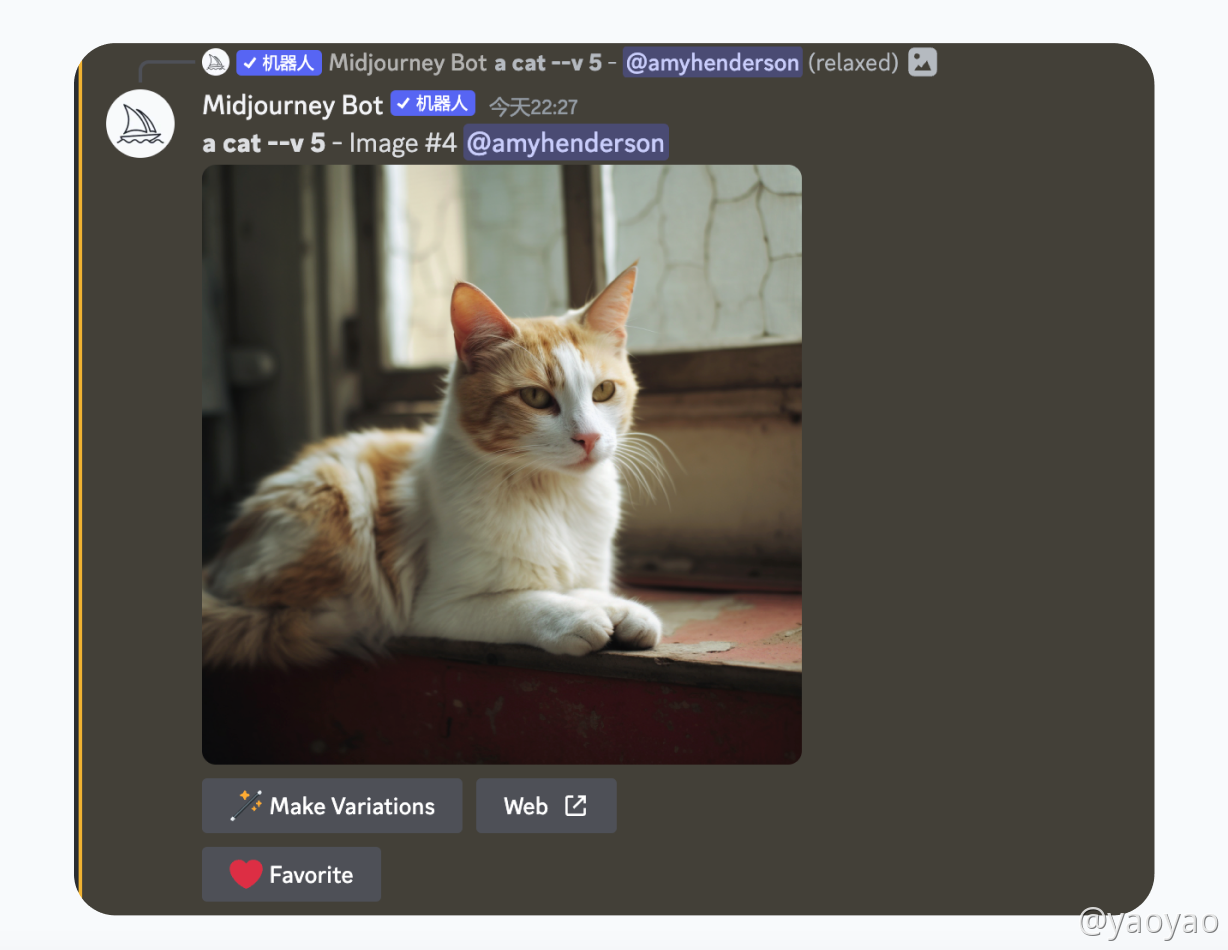 机器人 Midjourney Bot a cat --v 5 - @amyhenderson (relaxed)
Midjourney Bot 机器人 今天22:27
a cat --v 5 - Image #4 @amyhenderson
Make Variations Web
Favorite
@yaoyao